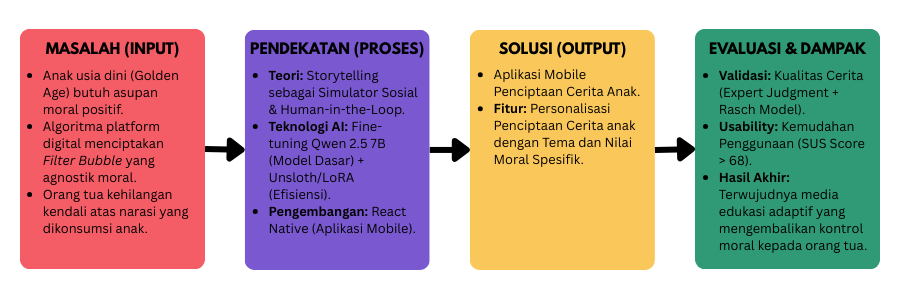 MASALAH (INPUT)
• Anak usia dini (Golden
Age) butuh asupan
moral positif.
• Algoritma platform
digital menciptakan
Filter Bubble yang
agnostik moral.
• Orang tua kehilangan
kendali atas narasi yang
dikonsumsi anak.
PENDEKATAN (PROSES)
• Teori: Storytelling
sebagai Simulator Sosial
& Human-in-the-Loop.
• Teknologi AI: Fine-
tuning Qwen 2.5 7B
(Model Dasar) +
Unsloth/LoRA
(Efisiensi).
• Pengembangan: React
Native (Aplikasi Mobile).
SOLUSI (OUTPUT)
• Aplikasi Mobile
Penciptaan Cerita Anak.
• Fitur: Personalisasi
Penciptaan Cerita anak
dengan Tema dan Nilai
Moral Spesifik.
EVALUASI & DAMPAK
• Validasi: Kualitas Cerita
(Expert Judgment +
Rasch Model).
• Usability: Kemudahan
Penggunaan (SUS Score
> 68).
• Hasil Akhir:
Terwujudnya media
edukasi adaptif yang
mengembalikan kontrol
moral kepada orang tua.